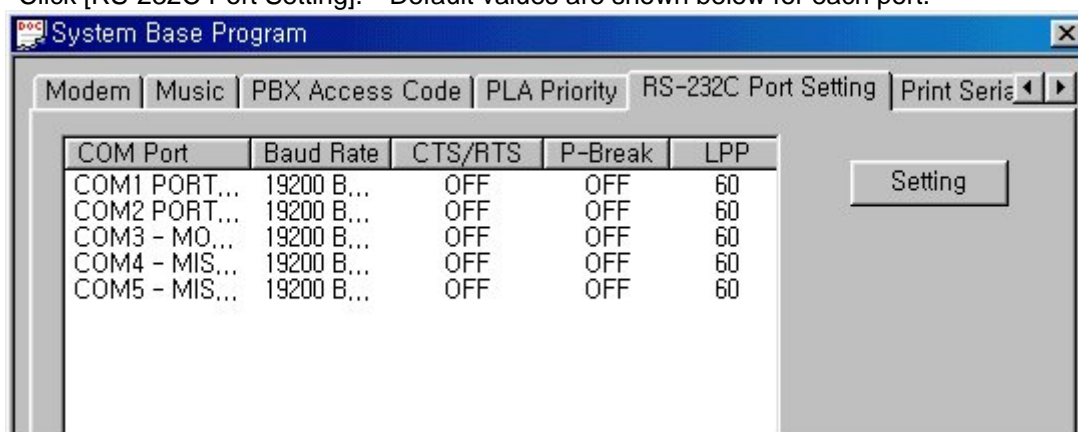 Click [RS-232C Port Setting]. Default values are shown below for each port.
DOC System Base Program
Modem Music PBX Access Code PLA Priority RS-232C Port Setting Print Seria
COM Port Baud Rate CTS/RTS P-Break LPP
COM1 PORT... 19200 B... OFF OFF 60
COM2 PORT... 19200 B... OFF OFF 60
COM3 - MO... 19200 B... OFF OFF 60
COM4 - MIS... 19200 B... OFF OFF 60
COM5 - MIS... 19200 B... OFF OFF 60
Setting